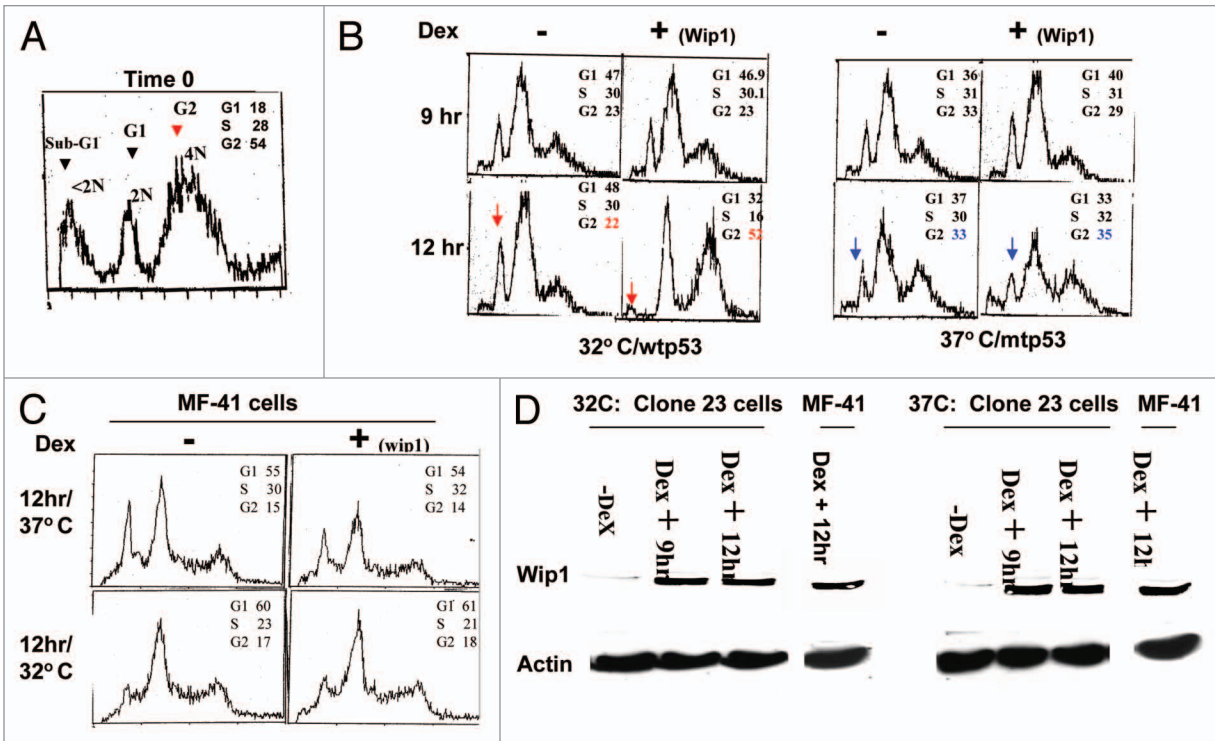 A
Time 0
G2
G1 18
S 28
G2 54
G1
Sub-G1
<2N
2N
4N
B
Dex
- + (Wip1) - + (Wip1)
9 hr
G1 47
S 30
G2 23
G1 46.9
S 30.1
G2 23
G1 36
S 31
G2 33
G1 40
S 31
G2 29
12 hr
G1 48
S 30
G2 22
G1 32
S 16
G2 52
G1 37
S 30
G2 33
G1 33
S 32
G2 35
32º C/wtp53
37º C/mtp53
C
MF-41 cells
Dex - + (wip1)
12hr/
37º C
G1 55
S 30
G2 15
G1 54
S 32
G2 14
12hr/
32º C
G1 60
S 23
G2 17
G1 61
S 21
G2 18
D
32C: Clone 23 cells MF-41 37C: Clone 23 cells MF-41
-DeX
Dex + 9hr
Dex + 12hr
Dex + 12hr
-Dex
Dex + 9hr
Dex + 12hr
Dex + 12h
Wip1
Actin